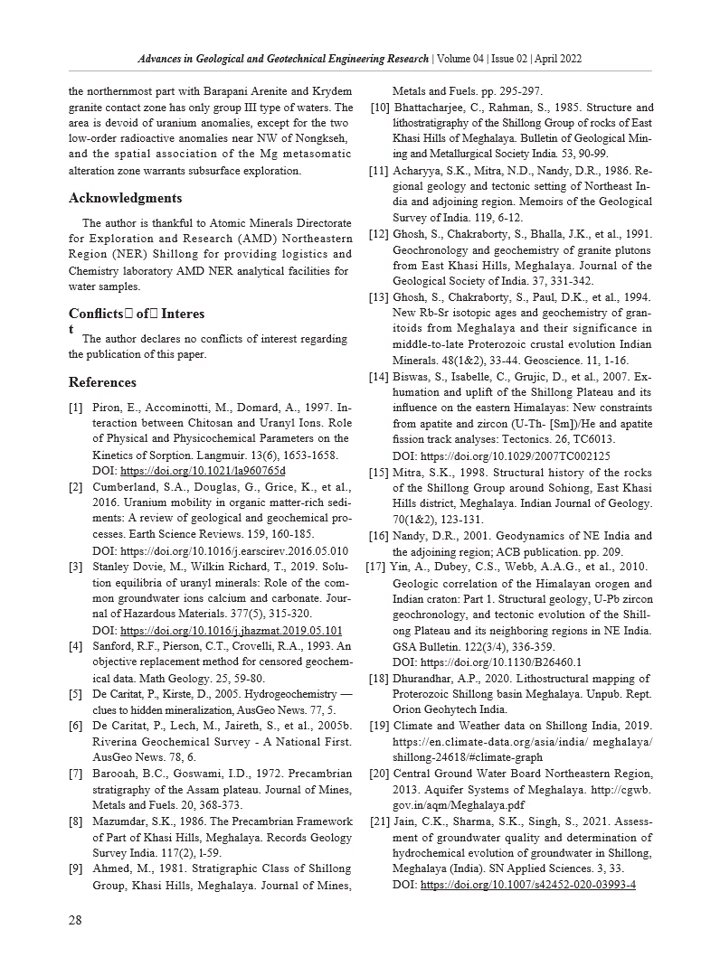 Advances in Geological and Geotechnical Engineering Research | Volume 04 | Issue 02 | April 2022
the northernmost part with Barapani Arenite and Krydem
granite contact zone has only group III type of waters. The
area is devoid of uranium anomalies, except for the two
low-order radioactive anomalies near NW of Nongkseh,
and the spatial association of the Mg metasomatic
alteration zone warrants subsurface exploration.
Acknowledgments
The author is thankful to Atomic Minerals Directorate
for Exploration and Research (AMD) Northeastern
Region (NER) Shillong for providing logistics and
Chemistry laboratory AMD NER analytical facilities for
water samples.
Conflicts of Interes
t
The author declares no conflicts of interest regarding
the publication of this paper.
References
[1] Piron, E., Accominotti, M., Domard, A., 1997. In-
teraction between Chitosan and Uranyl Ions. Role
of Physical and Physicochemical Parameters on the
Kinetics of Sorption. Langmuir. 13(6), 1653-1658.
DOI: https://doi.org/10.1021/la960765d
[2] Cumberland, S.A., Douglas, G., Grice, K., et al.,
2016. Uranium mobility in organic matter-rich sedi-
ments: A review of geological and geochemical pro-
cesses. Earth Science Reviews. 159, 160-185.
DOI: https://doi.org/10.1016/j.earscirev.2016.05.010
[3] Stanley Dovie, M., Wilkin Richard, T., 2019. Solu-
tion equilibria of uranyl minerals: Role of the com-
mon groundwater ions calcium and carbonate. Jour-
nal of Hazardous Materials. 377(5), 315-320.
DOI: https://doi.org/10.1016/j.jhazmat.2019.05.101
[4] Sanford, R.F., Pierson, C.T., Crovelli, R.A., 1993. An
objective replacement method for censored geochem-
ical data. Math Geology. 25, 59-80.
[5] De Caritat, P., Kirste, D., 2005. Hydrogeochemistry —
clues to hidden mineralization, AusGeo News. 77, 5.
[6] De Caritat, P., Lech, M., Jaireth, S., et al., 2005b.
Riverina Geochemical Survey - A National First.
AusGeo News. 78, 6.
[7] Barooah, B.C., Goswami, I.D., 1972. Precambrian
stratigraphy of the Assam plateau. Journal of Mines,
Metals and Fuels. 20, 368-373.
[8] Mazumdar, S.K., 1986. The Precambrian Framework
of Part of Khasi Hills, Meghalaya. Records Geology
Survey India. 117(2), l-59.
[9] Ahmed, M., 1981. Stratigraphic Class of Shillong
Group, Khasi Hills, Meghalaya. Journal of Mines,
Metals and Fuels. pp. 295-297.
[10] Bhattacharjee, C., Rahman, S., 1985. Structure and
lithostratigraphy of the Shillong Group of rocks of East
Khasi Hills of Meghalaya. Bulletin of Geological Min-
ing and Metallurgical Society India. 53, 90-99.
[11] Acharyya, S.K., Mitra, N.D., Nandy, D.R., 1986. Re-
gional geology and tectonic setting of Northeast In-
dia and adjoining region. Memoirs of the Geological
Survey of India. 119, 6-12.
[12] Ghosh, S., Chakraborty, S., Bhalla, J.K., et al., 1991.
Geochronology and geochemistry of granite plutons
from East Khasi Hills, Meghalaya. Journal of the
Geological Society of India. 37, 331-342.
[13] Ghosh, S., Chakraborty, S., Paul, D.K., et al., 1994.
New Rb-Sr isotopic ages and geochemistry of gran-
itoids from Meghalaya and their significance in
middle-to-late Proterozoic crustal evolution Indian
Minerals. 48(1&2), 33-44. Geoscience. 11, 1-16.
[14] Biswas, S., Isabelle, C., Grujic, D., et al., 2007. Ex-
humation and uplift of the Shillong Plateau and its
influence on the eastern Himalayas: New constraints
from apatite and zircon (U-Th- [Sm])/He and apatite
fission track analyses: Tectonics. 26, TC6013.
DOI: https://doi.org/10.1029/2007TC002125
[15] Mitra, S.K., 1998. Structural history of the rocks
of the Shillong Group around Sohiong, East Khasi
Hills district, Meghalaya. Indian Journal of Geology.
70(1&2), 123-131.
[16] Nandy, D.R., 2001. Geodynamics of NE India and
the adjoining region; ACB publication. pp. 209.
[17] Yin, A., Dubey, C.S., Webb, A.A.G., et al., 2010.
Geologic correlation of the Himalayan orogen and
Indian craton: Part 1. Structural geology, U-Pb zircon
geochronology, and tectonic evolution of the Shill-
ong Plateau and its neighboring regions in NE India.
GSA Bulletin. 122(3/4), 336-359.
DOI: https://doi.org/10.1130/B26460.1
[18] Dhurandhar, A.P., 2020. Lithostructural mapping of
Proterozoic Shillong basin Meghalaya. Unpub. Rept.
Orion Geohytech India.
[19] Climate and Weather data on Shillong India, 2019.
https://en.climate-data.org/asia/india/ meghalaya/
shillong-24618/#climate-graph
[20] Central Ground Water Board Northeastern Region,
2013. Aquifer Systems of Meghalaya. http://cgwb.
gov.in/aqm/Meghalaya.pdf
[21] Jain, C.K., Sharma, S.K., Singh, S., 2021. Assess-
ment of groundwater quality and determination of
hydrochemical evolution of groundwater in Shillong,
Meghalaya (India). SN Applied Sciences. 3, 33.
DOI: https://doi.org/10.1007/s42452-020-03993-4
28